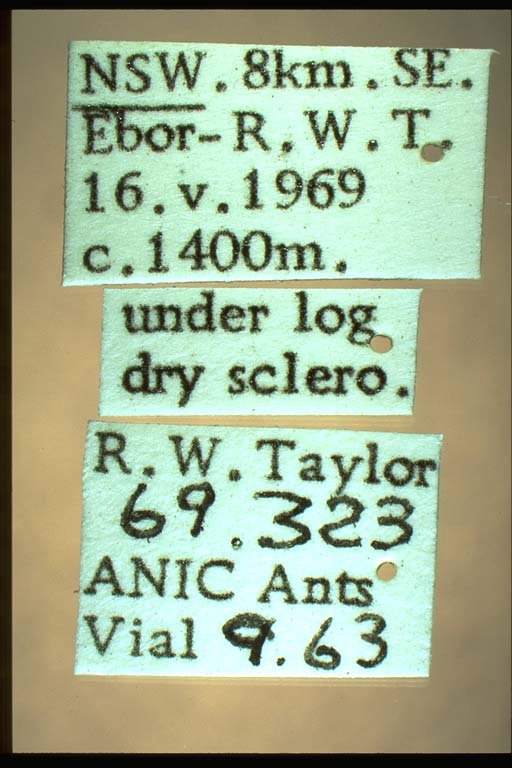 NSW. 8km. SE.
Ebor-R.W.T.
16.v.1969
c.1400m.
under log
dry sclero.
R.W. Taylor
69.323
ANIC Ants
Vial 9.63